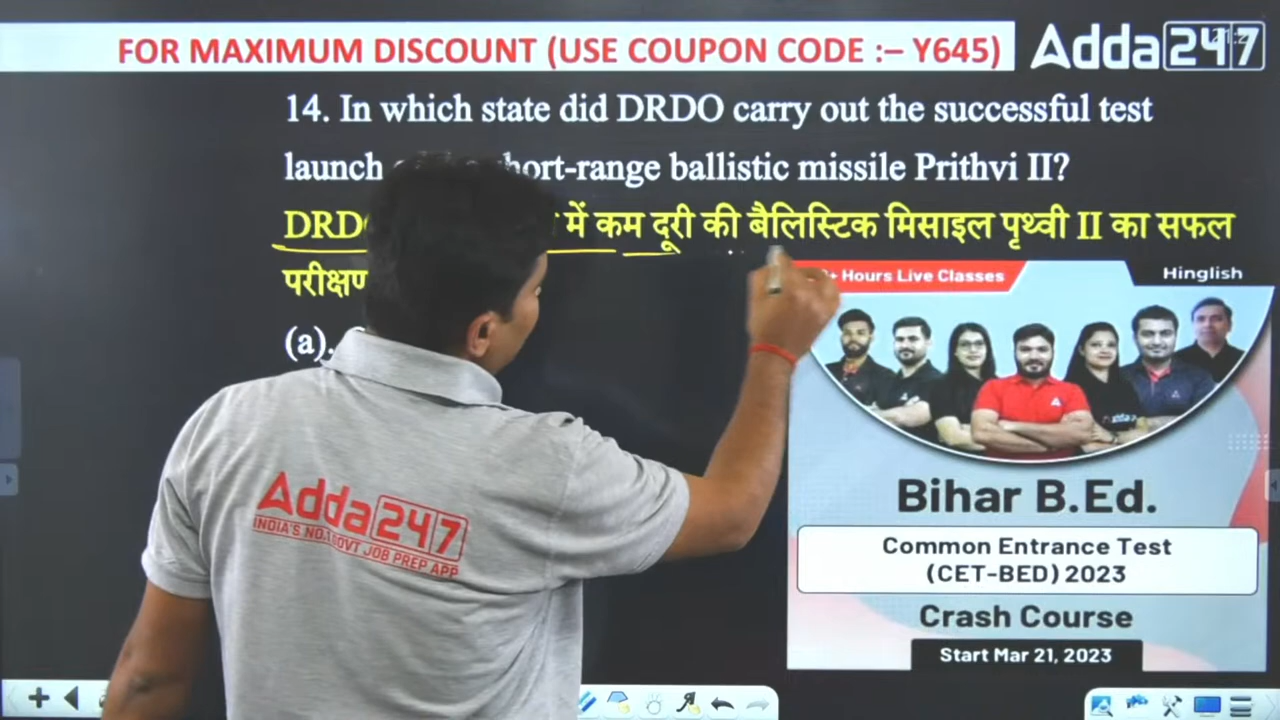 FOR MAXIMUM DISCOUNT (USE COUPON CODE :– Y645)
Adda247
14. In which state did DRDO carry out the successful test
launch short-range ballistic missile Prithvi II?
DRDO में कम दूरी की बैलिस्टिक मिसाइल पृथ्वी II का सफल
परीक्षण
(a).
Hours Live Classes
Hinglish
Adda247
INDIA'S NO.1 GOVT JOB PREP APP
Bihar B.Ed.
Common Entrance Test
(CET-BED) 2023
Crash Course
Start Mar 21, 2023